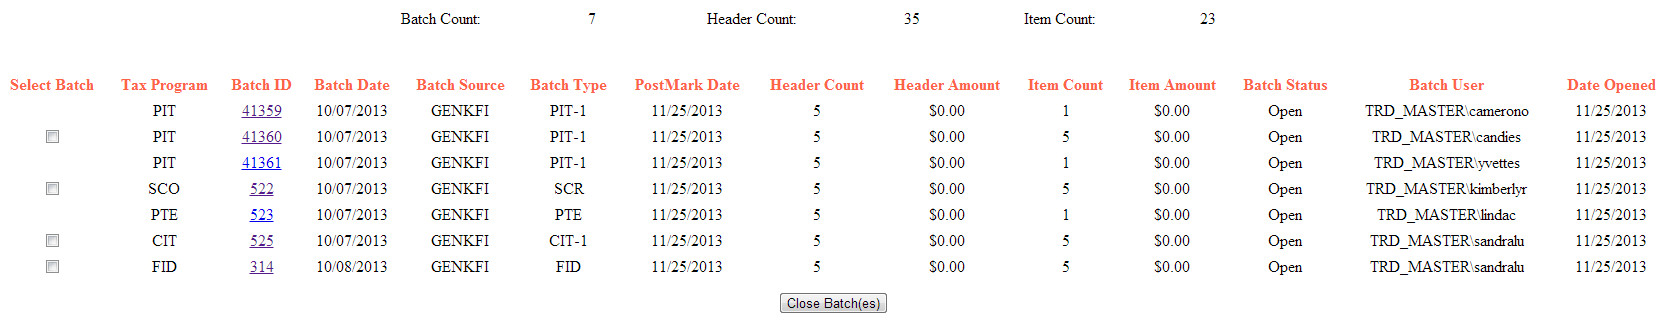 Batch Count: 7 Header Count: 35 Item Count: 23
Select Batch Tax Program Batch ID Batch Date Batch Source Batch Type PostMark Date Header Count Header Amount Item Count Item Amount Batch Status Batch User Date Opened
PIT 41359 10/07/2013 GENKFI PIT-1 11/25/2013 5 $0.00 1 $0.00 Open TRD_MASTER\camerono 11/25/2013
PIT 41360 10/07/2013 GENKFI PIT-1 11/25/2013 5 $0.00 5 $0.00 Open TRD_MASTER\candies 11/25/2013
PIT 41361 10/07/2013 GENKFI PIT-1 11/25/2013 5 $0.00 1 $0.00 Open TRD_MASTER\yvettes 11/25/2013
SCO 522 10/07/2013 GENKFI SCR 11/25/2013 5 $0.00 5 $0.00 Open TRD_MASTER\kimberlyr 11/25/2013
PTE 523 10/07/2013 GENKFI PTE 11/25/2013 5 $0.00 1 $0.00 Open TRD_MASTER\lindac 11/25/2013
CIT 525 10/07/2013 GENKFI CIT-1 11/25/2013 5 $0.00 5 $0.00 Open TRD_MASTER\sandralu 11/25/2013
FID 314 10/08/2013 GENKFI FID 11/25/2013 5 $0.00 5 $0.00 Open TRD_MASTER\sandralu 11/25/2013
Close Batch(es)